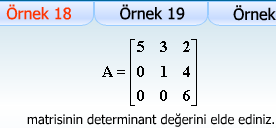 Örnek 18 Örnek 19 Örnek
5 3 2
A = 0 1 4
0 0 6
matrisinin determinant değerini elde ediniz.